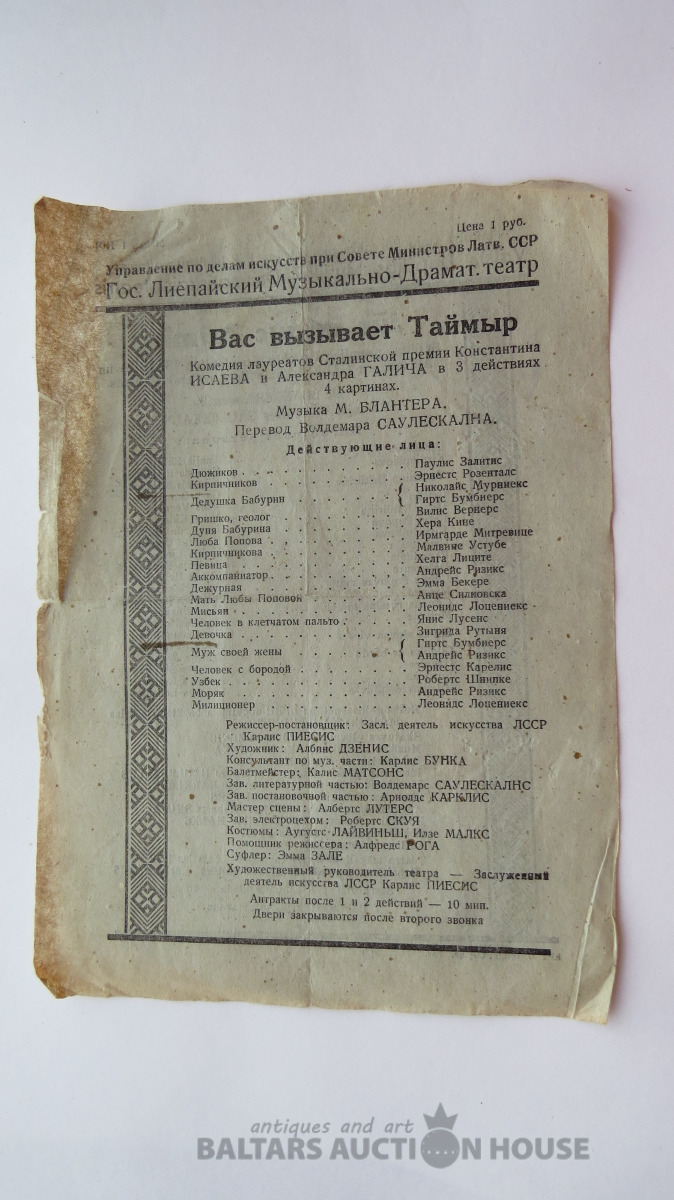 Цена 1 руб.
Управление по делам искусств при Совете Министров Латв. ССР
Гос. Лиепайский Музыкально-Драмат. театр
Вас вызывает Таймыр
Комедия лауреатов Сталинской премии Константина
ИСАЕВА и Александра ГАЛИЧА в 3 действиях
4 картинах.
Музыка М. БЛАНТЕРА.
Перевод Волдемара САУЛЕСКАЛНА.
Действующие лица:
Дюжиков . . . . . . . . . . Паулис Залитис
Кирпичников . . . . . . . . . Эрнестс Розенталс
Дедушка Бабурин . . . . . . . { Николайс Мурниекс
Гиртс Бумбиерс
Гришко, геолог . . . . . . . . Вилис Вернерс
Дуня Бабурина . . . . . . . . Хера Кине
Люба Попова . . . . . . . . . Ирмгарде Митревице
Кирпичникова . . . . . . . . . Малвине Устубе
Певица . . . . . . . . . . Хелга Лиците
Аккомпаниатор . . . . . . . . . Андрейс Ризикс
Дежурная . . . . . . . . . . Эмма Бекере
Мать Любы Поповой . . . . . . . Анце Силковска
Мисьян . . . . . . . . . . Леонидс Лоцениекс
Человек в клетчатом пальто . . . . . Янис Лусенс
Девочка . . . . . . . . . . Зигрида Рутыня
Муж своей жены . . . . . . . { Гиртс Бумбиерс
Андрейс Ризикс
Человек с бородой . . . . . . . Эрнестс Карелис
Узбек . . . . . . . . . . Робертс Шнипке
Моряк . . . . . . . . . . Андрейс Ризикс
Милиционер . . . . . . . . . Леонидс Лоцениекс
Режиссер-постановщик: Засл. деятель искусства ЛССР
Карлис ПИЕСИС
Художник: Албинс ДЗЕНИС
Консультант по муз. части: Карлис БУНКА
Балетмейстер: Калис МАТСОНС
Зав. литературной частью: Волдемарс САУЛЕСКАЛНС
Зав. постановочной частью: Арнолдс КАРКЛИС
Мастер сцены: Албертс ЛУТЕРС
Зав. электроцехом: Робертс СКУЯ
Костюмы: Аугустс ЛАЙВИНЬШ, Илзе МАЛКС
Помощник режиссера: Алфредс РОГА
Суфлер: Эмма ЗАЛЕ
Художественный руководитель театра — Заслуженный
деятель искусства ЛССР Карлис ПИЕСИС
Антракты после 1 и 2 действий — 10 мин.
Двери закрываются после второго звонка
antiques and art
BALTARS AUCTION HOUSE